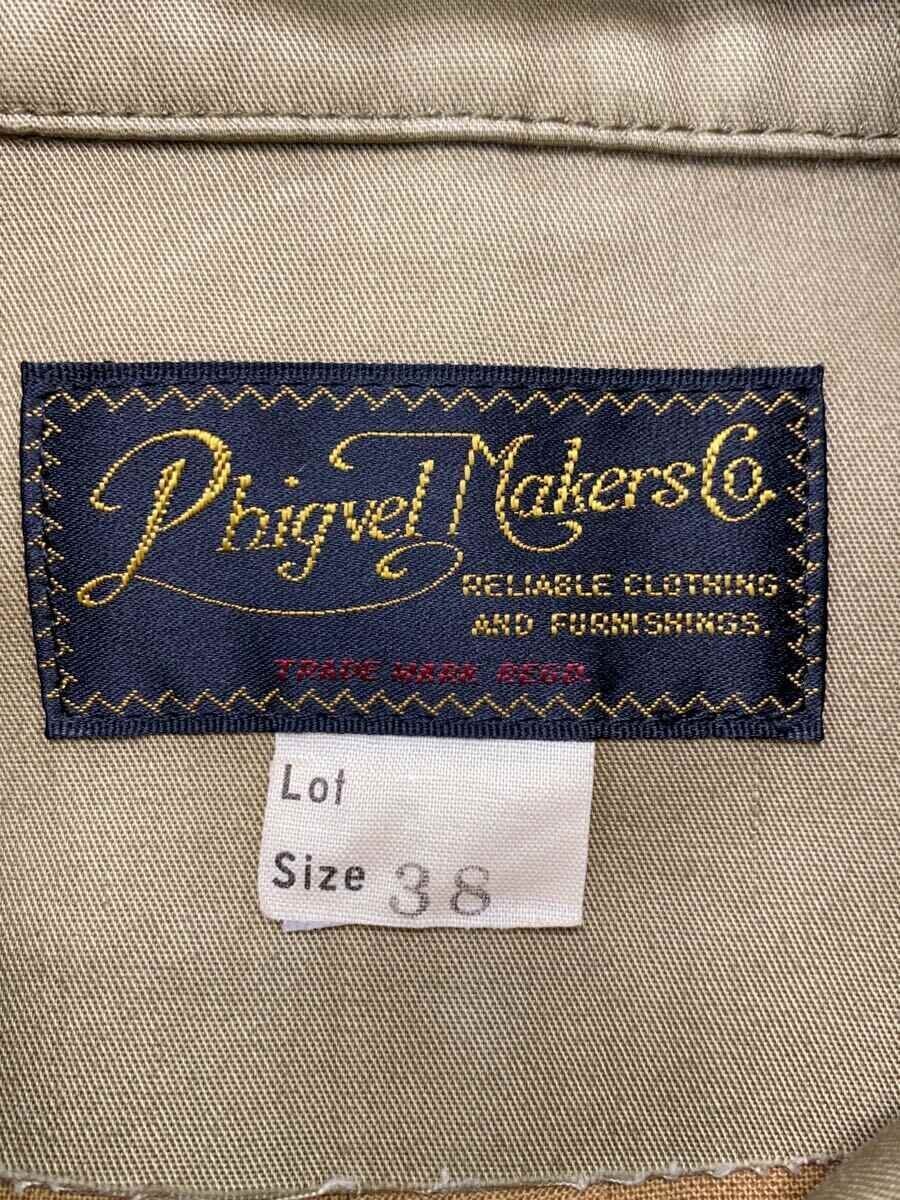 Phigvel Makers Co.
RELIABLE CLOTHING
AND FURNISHINGS.
TRADE MARK REGD.
Lot
Size 38